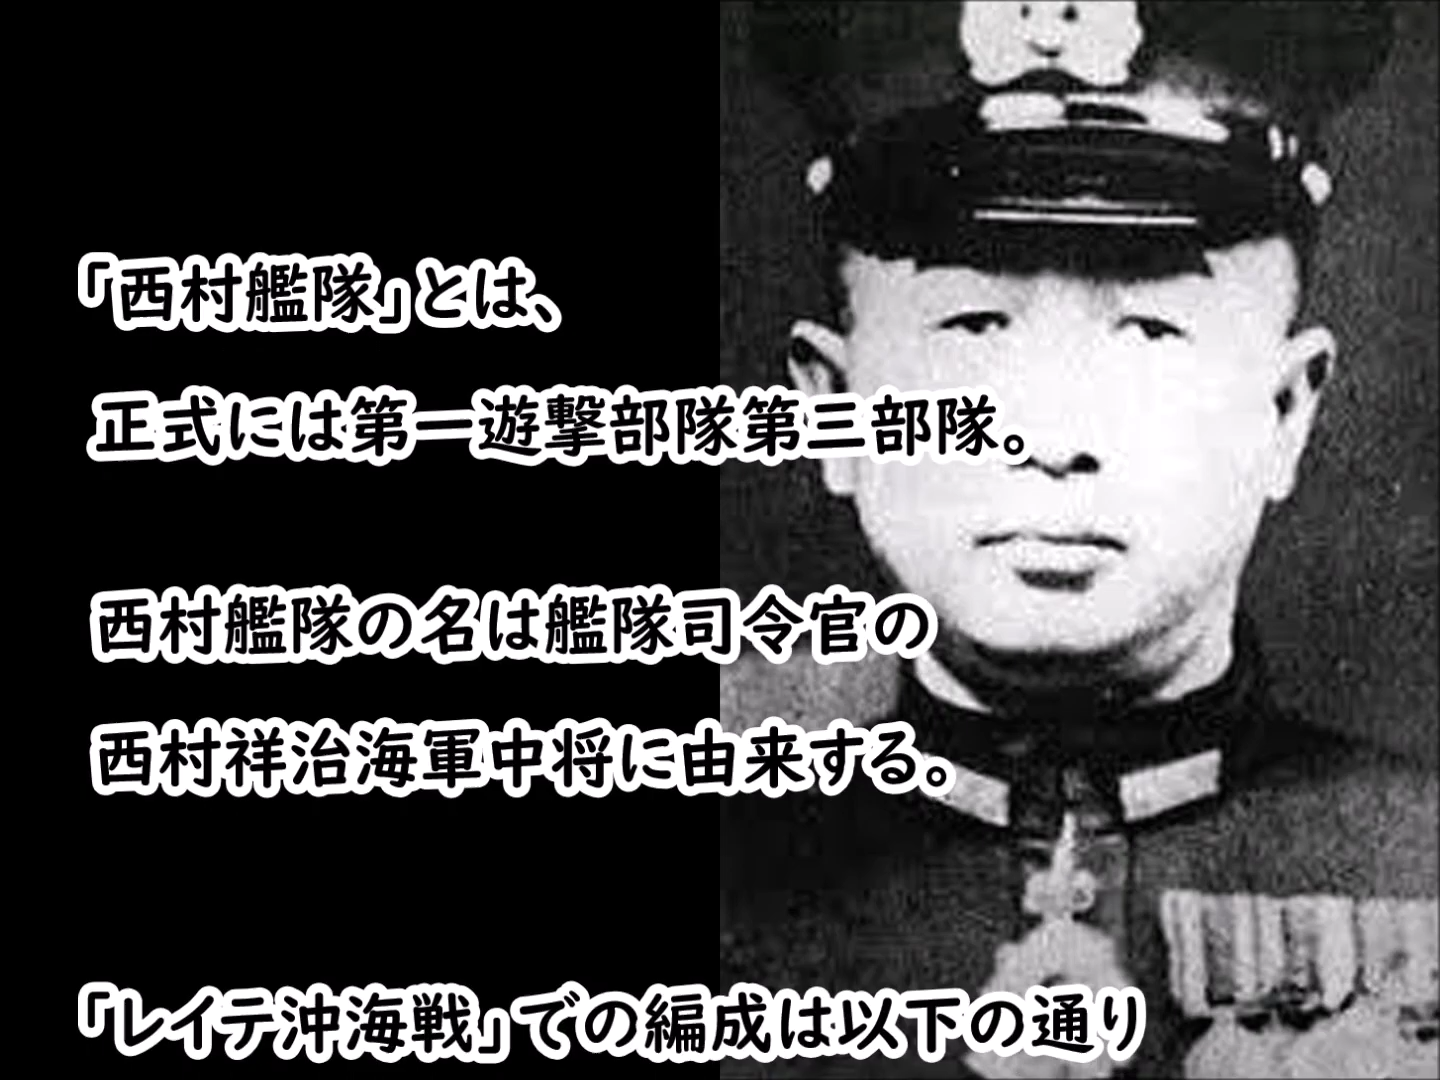 「西村艦隊」とは、
正式には第一遊撃部隊第三部隊。
西村艦隊の名は艦隊司令官の
西村祥治海軍中将に由来する。
「レイテ沖海戦」での編成は以下の通り